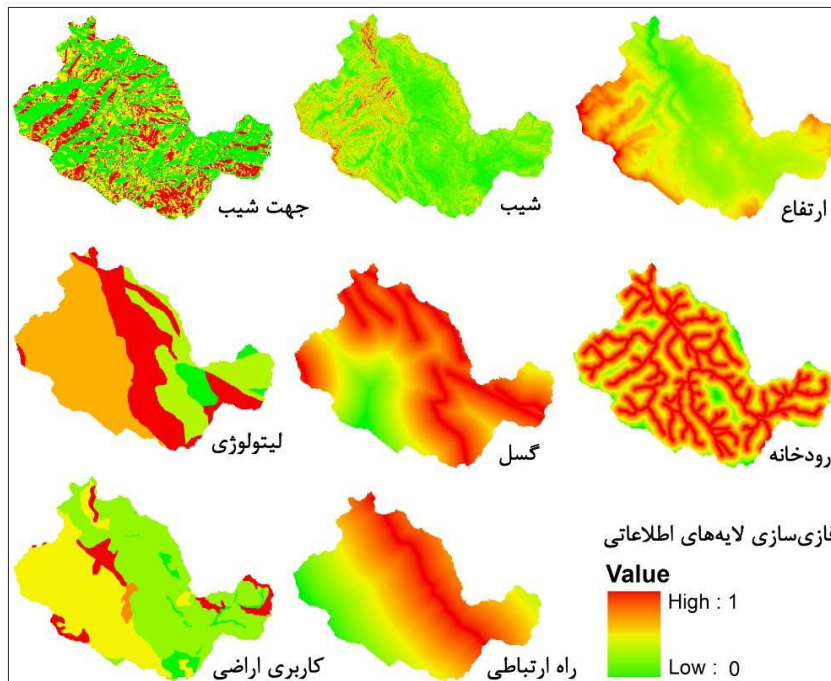 جهت شیب
شیب
ارتفاع
لیتولوژی
گسل
رودخانه
کاربری اراضی
راه ارتباطی
فازی‌سازی لایه‌های اطلاعاتی
Value
High : 1
Low : 0